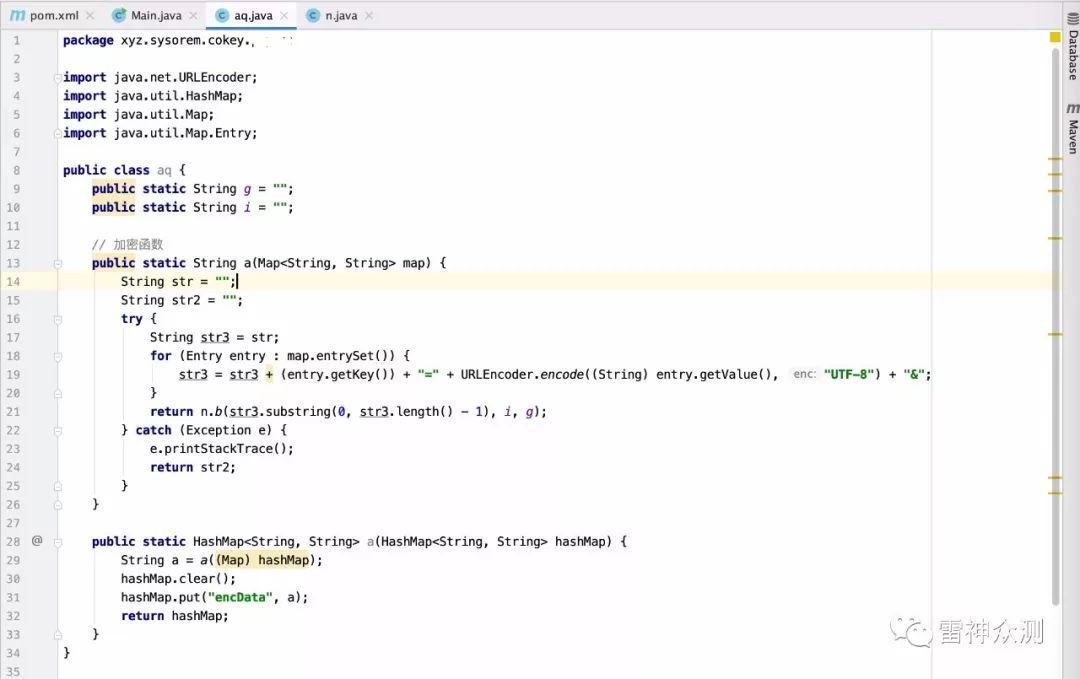 pom.xml Main.java aq.java n.java
1 package xyz.sysorem.cokey.
2
3 import java.net.URLEncoder;
4 import java.util.HashMap;
5 import java.util.Map;
6 import java.util.Map.Entry;
7
8 public class aq {
9 public static String g = "";
10 public static String i = "";
11
12 // 加密函数
13 public static String a(Map<String, String> map) {
14 String str = "";
15 String str2 = "";
16 try {
17 String str3 = str;
18 for (Entry entry : map.entrySet()) {
19 str3 = str3 + (entry.getKey()) + "=" + URLEncoder.encode((String) entry.getValue(), enc: "UTF-8") + "&";
20 }
21 return n.b(str3.substring(0, str3.length() - 1), i, g);
22 } catch (Exception e) {
23 e.printStackTrace();
24 return str2;
25 }
26 }
27
28 @ public static HashMap<String, String> a(HashMap<String, String> hashMap) {
29 String a = a((Map) hashMap);
30 hashMap.clear();
31 hashMap.put("encData", a);
32 return hashMap;
33 }
34 }
35
Database
Maven
雷神众测